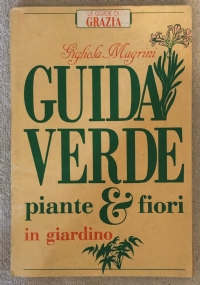 LE GUIDE DI
GRAZIA
Gigliola Magrini
GUIDA
VERDE
piante & fiori
in giardino